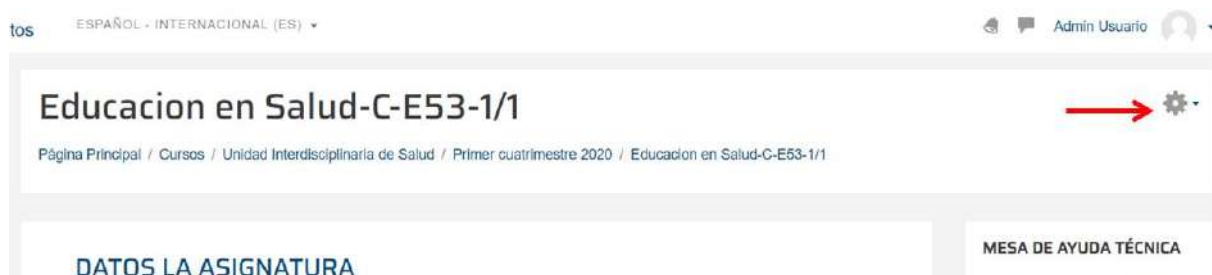 tos
ESPAÑOL - INTERNACIONAL (ES)
Admin Usuario
Educacion en Salud-C-E53-1/1
Página Principal / Cursos / Unidad Interdisciplinaria de Salud / Primer cuatrimestre 2020 / Educacion en Salud-C-E53-1/1
DATOS LA ASIGNATURA
MESA DE AYUDA TÉCNICA